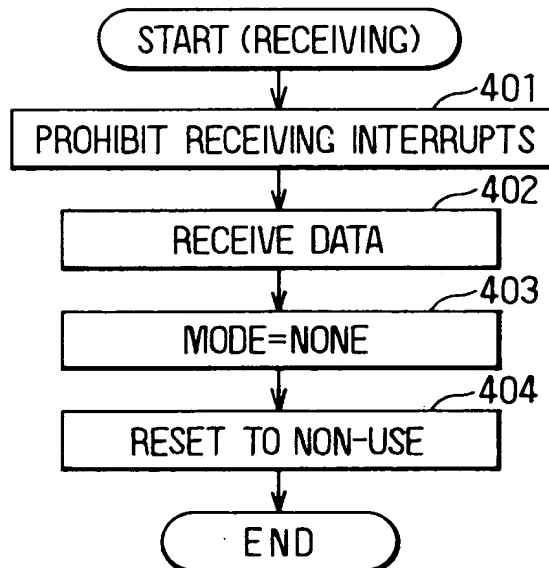 START (RECEIVING)
401
PROHIBIT RECEIVING INTERRUPTS
402
RECEIVE DATA
403
MODE=NONE
404
RESET TO NON-USE
END